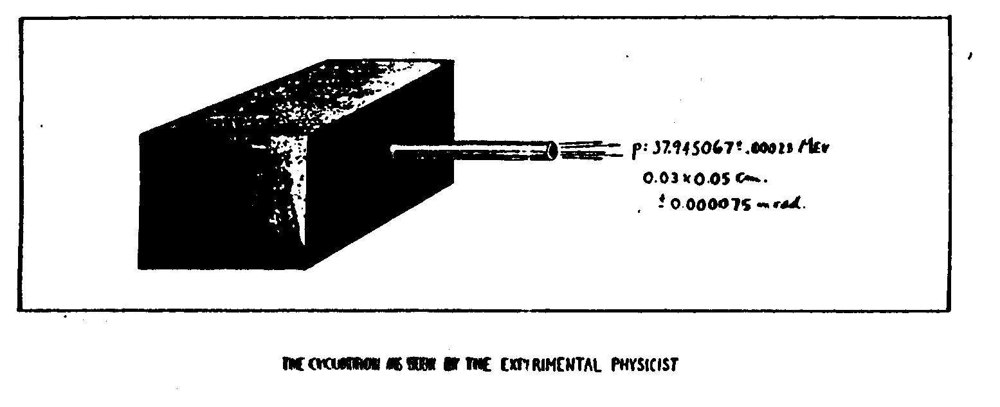 p: 37.945067± .00023 MeV
0.03 x 0.05 cm.
± 0.000075 mrad.
THE CYCLOTRON AS SEEN BY THE EXPERIMENTAL PHYSICIST